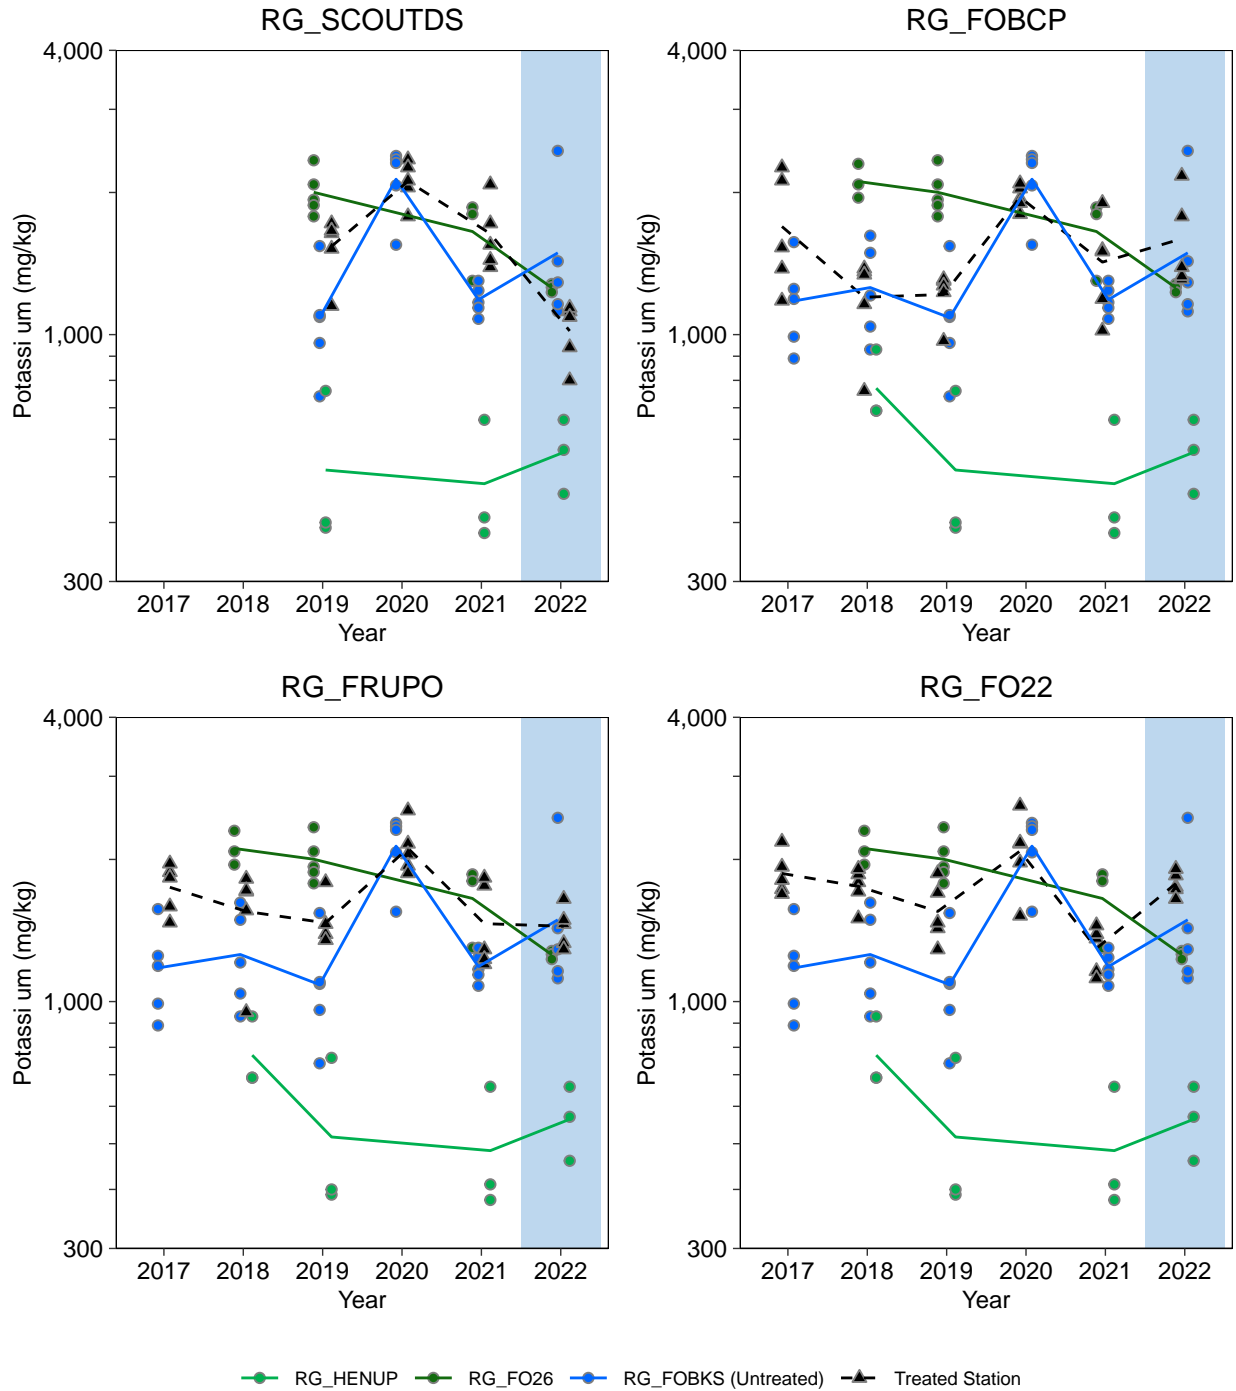 RG_SCOUTDS
RG_FOBCP
4,000
1,000
300
Potassi um (mg/kg)
2017 2018 2019 2020 2021 2022
Year
4,000
1,000
300
Potassi um (mg/kg)
2017 2018 2019 2020 2021 2022
Year
RG_FRUPO
RG_FO22
4,000
1,000
300
Potassi um (mg/kg)
2017 2018 2019 2020 2021 2022
Year
4,000
1,000
300
Potassi um (mg/kg)
2017 2018 2019 2020 2021 2022
Year
RG_HENUP RG_FO26 RG_FOBKS (Untreated) Treated Station